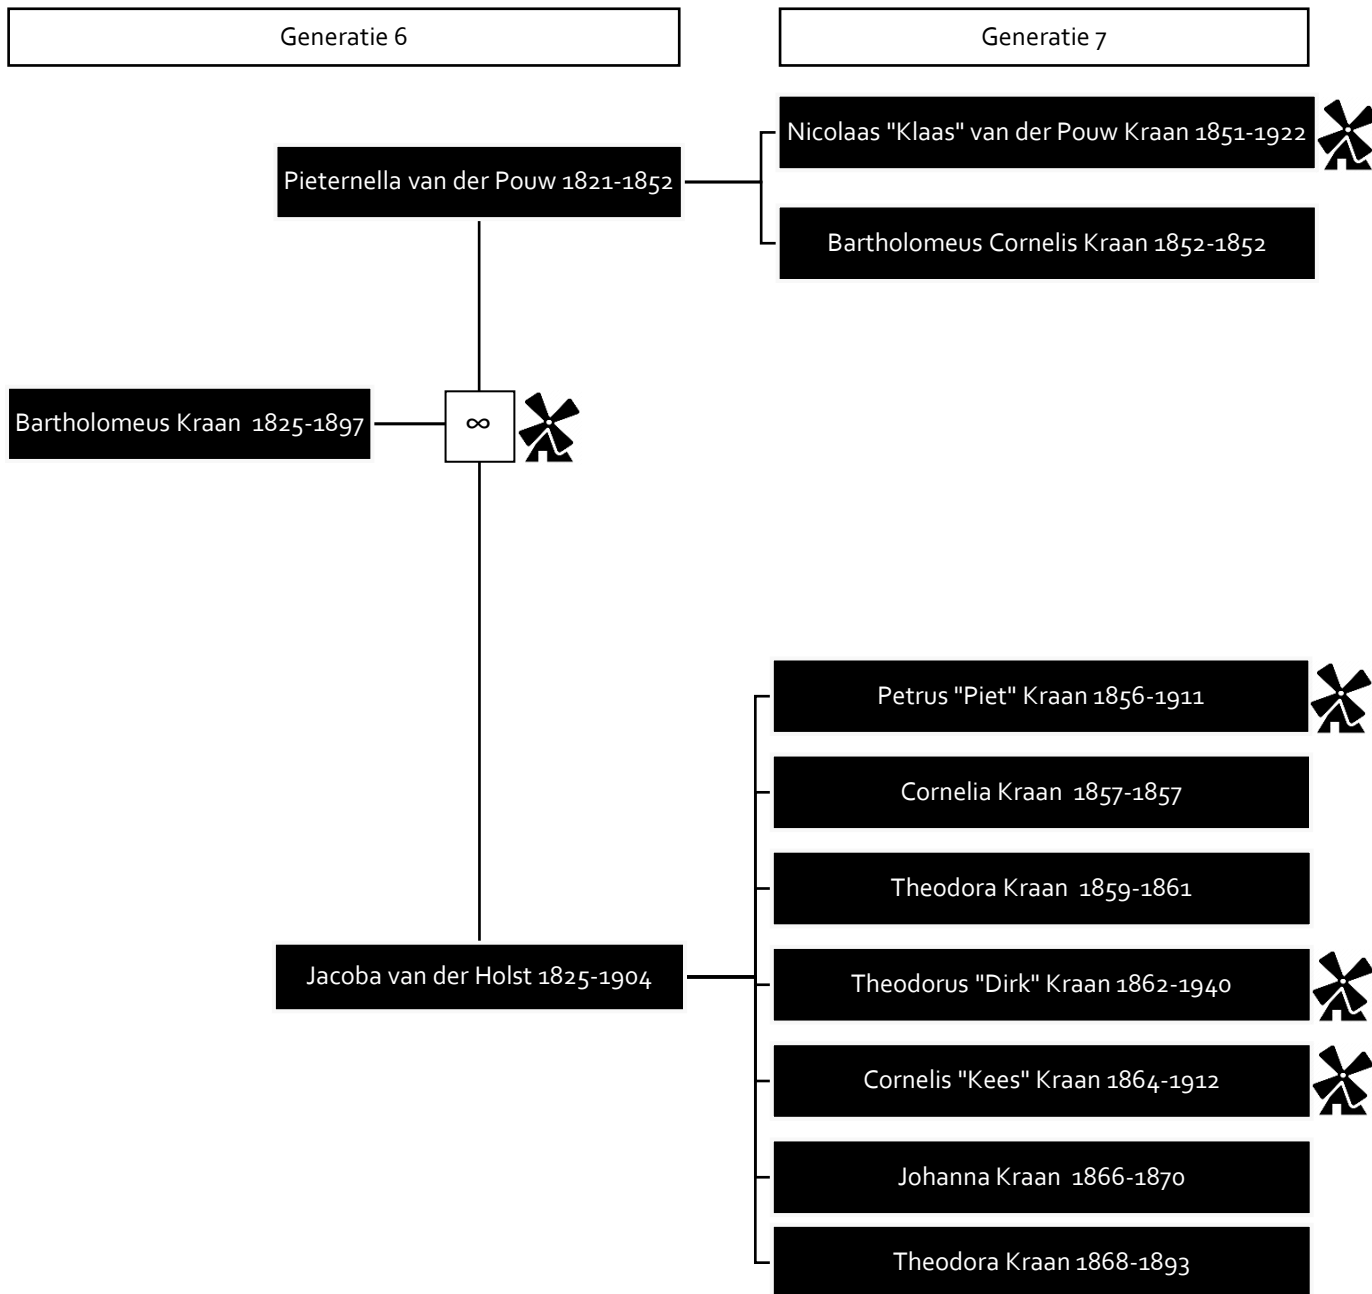 Generatie 6
Generatie 7
Nicolaas "Klaas" van der Pouw Kraan 1851-1922
Pieternella van der Pouw 1821-1852
Bartholomeus Cornelis Kraan 1852-1852
Bartholomeus Kraan 1825-1897
∞
Petrus "Piet" Kraan 1856-1911
Cornelia Kraan 1857-1857
Theodora Kraan 1859-1861
Jacoba van der Holst 1825-1904
Theodorus "Dirk" Kraan 1862-1940
Cornelis "Kees" Kraan 1864-1912
Johanna Kraan 1866-1870
Theodora Kraan 1868-1893